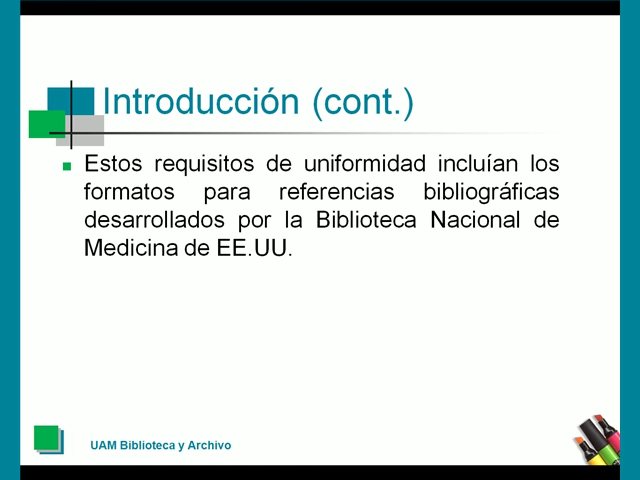 Introducción (cont.)
Estos requisitos de uniformidad incluían los
formatos para referencias bibliográficas
desarrollados por la Biblioteca Nacional de
Medicina de EE.UU.
UAM Biblioteca y Archivo